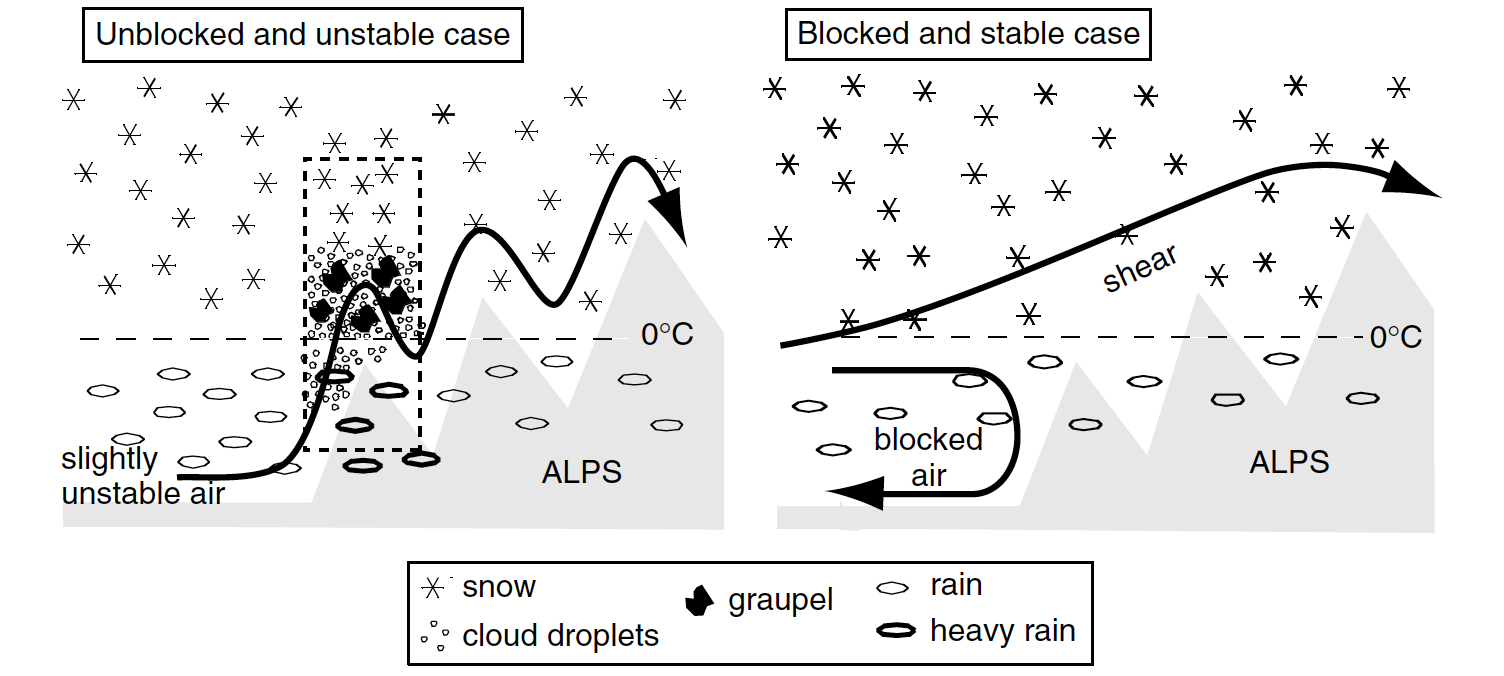 Unblocked and unstable case
Blocked and stable case
shear
0°C
0°C
blocked
air
slightly
unstable air
ALPS
ALPS
snow
graupel
rain
cloud droplets
heavy rain